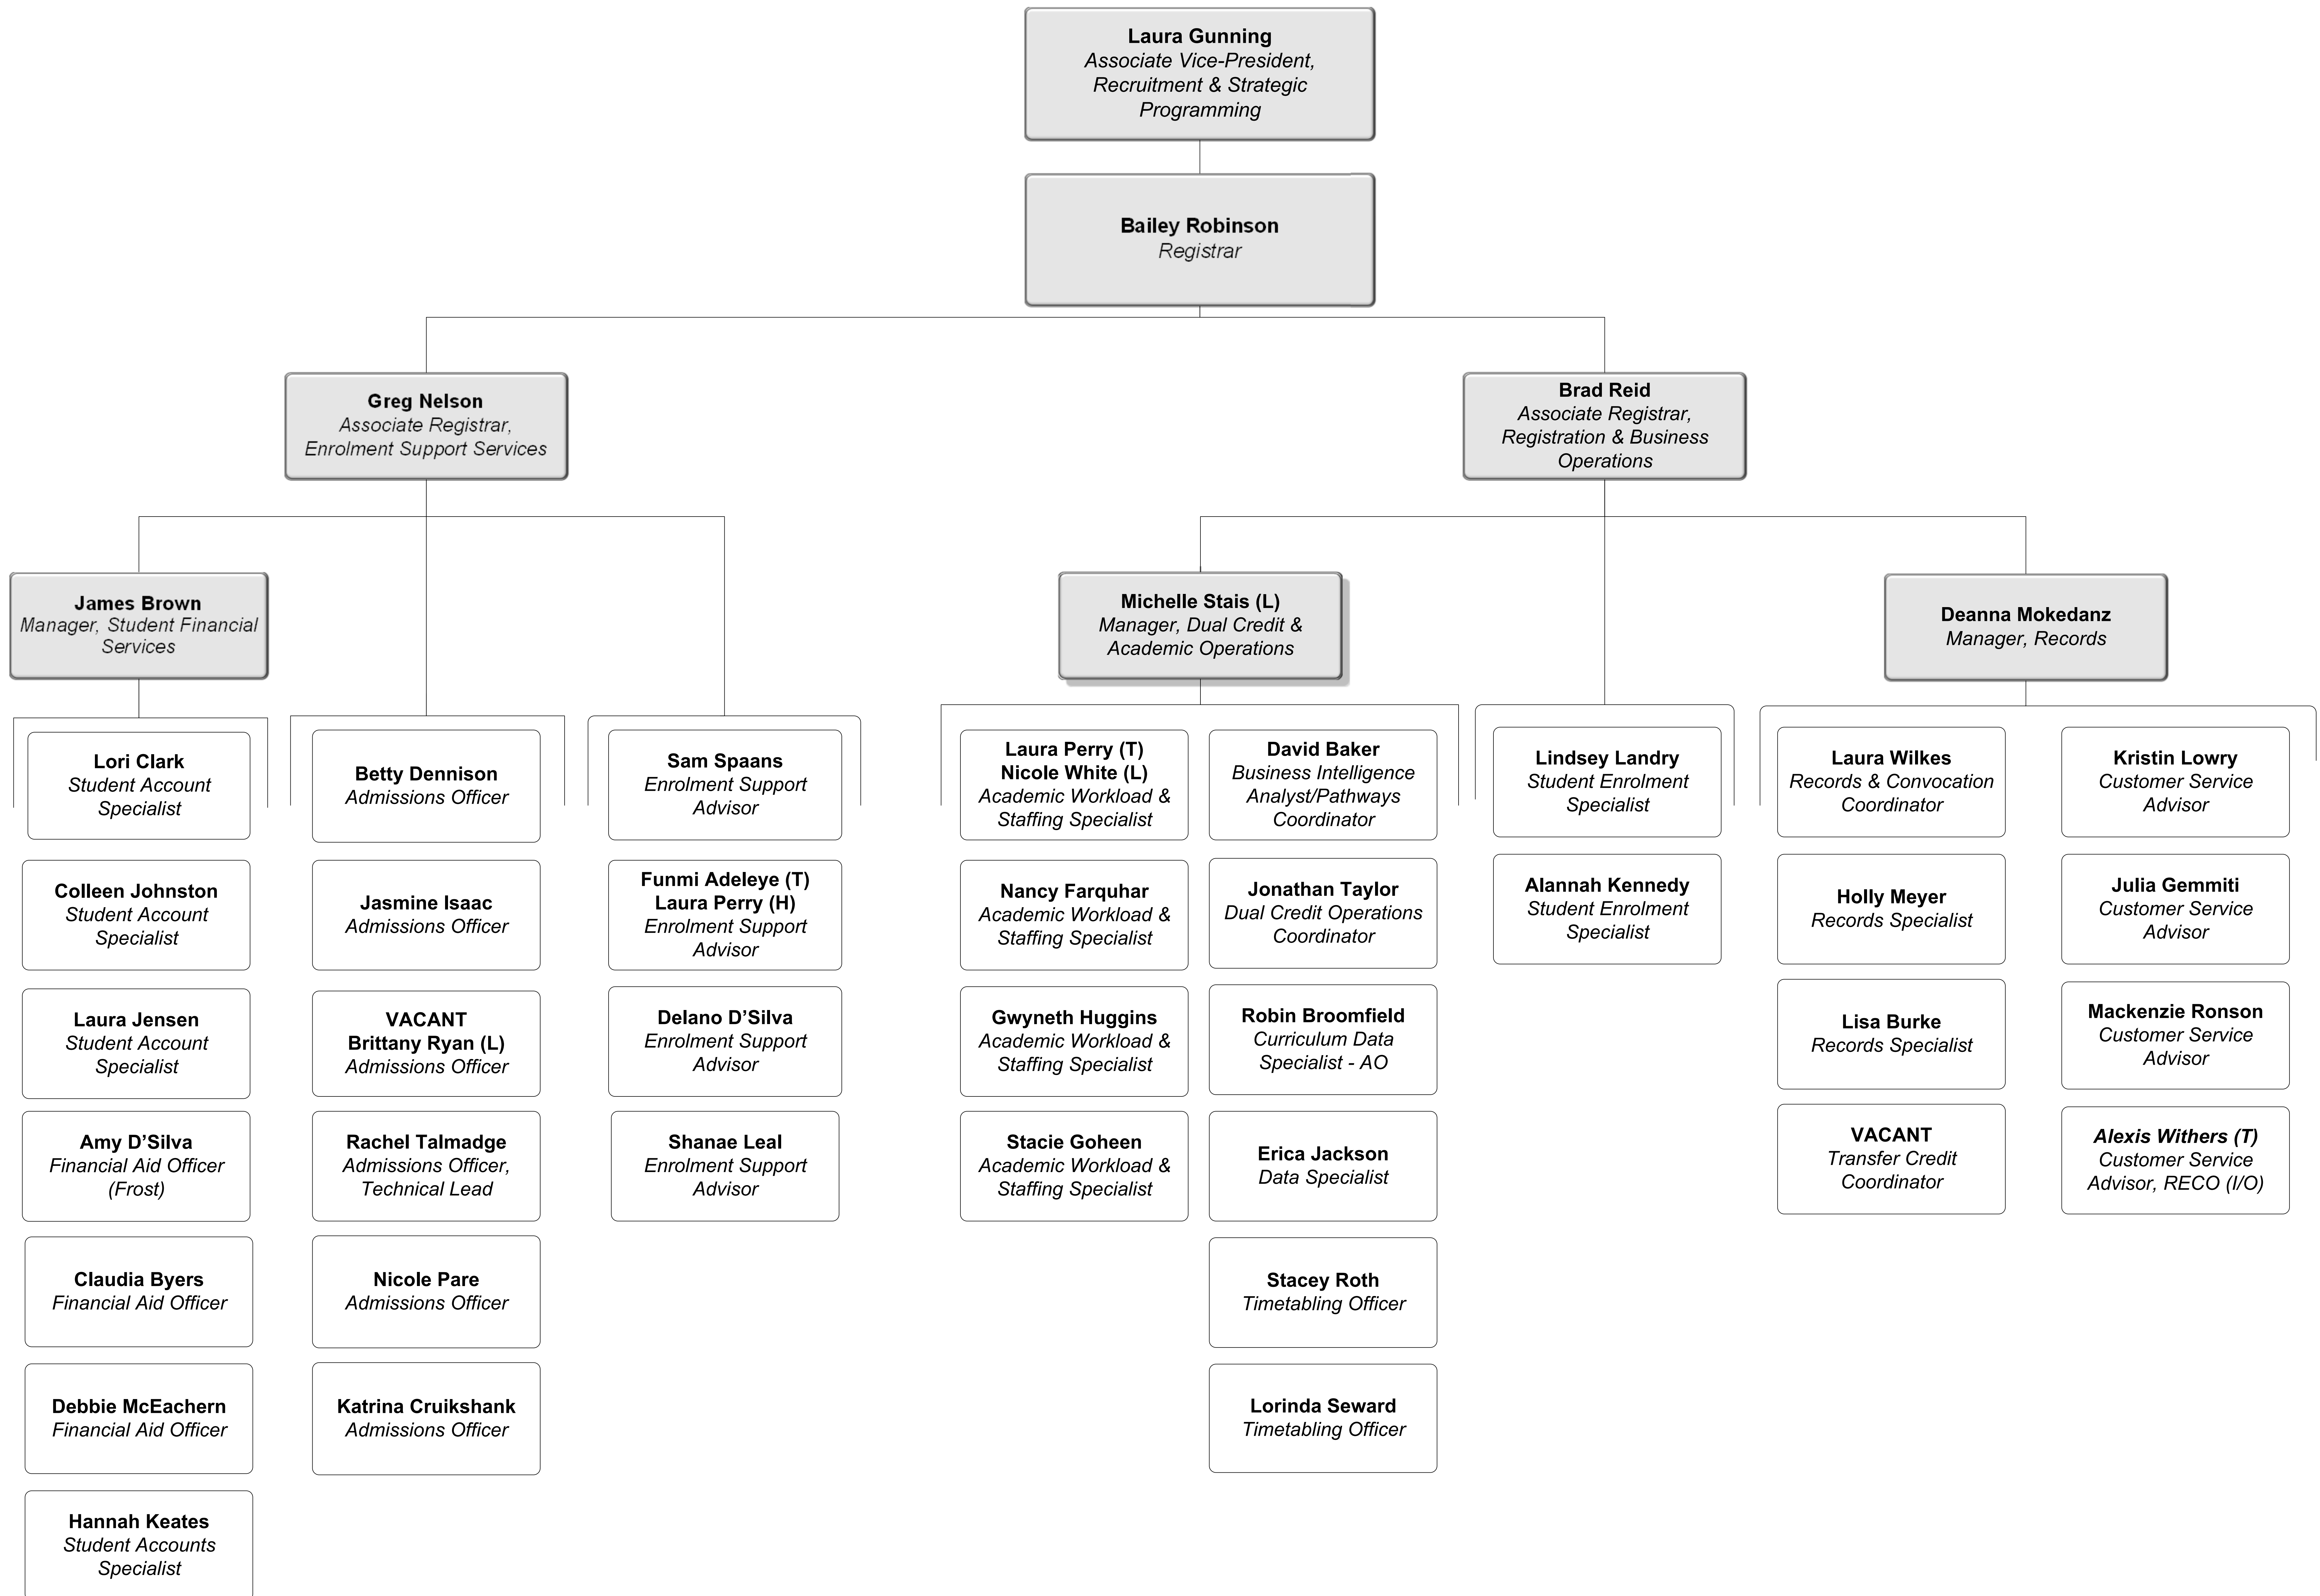 Laura Gunning
Associate Vice-President,
Recruitment & Strategic
Programming
Bailey Robinson
Registrar
Greg Nelson
Associate Registrar,
Enrolment Support Services
Brad Reid
Associate Registrar,
Registration & Business
Operations
James Brown
Manager, Student Financial
Services
Michelle Stais (L)
Manager, Dual Credit &
Academic Operations
Deanna Mokedanz
Manager, Records
Lori Clark
Student Account
Specialist
Colleen Johnston
Student Account
Specialist
Laura Jensen
Student Account
Specialist
Amy D’Silva
Financial Aid Officer
(Frost)
Claudia Byers
Financial Aid Officer
Debbie McEachern
Financial Aid Officer
Hannah Keates
Student Accounts
Specialist
Betty Dennison
Admissions Officer
Jasmine Isaac
Admissions Officer
VACANT
Brittany Ryan (L)
Admissions Officer
Rachel Talmadge
Admissions Officer,
Technical Lead
Nicole Pare
Admissions Officer
Katrina Cruikshank
Admissions Officer
Sam Spaans
Enrolment Support
Advisor
Funmi Adeleye (T)
Laura Perry (H)
Enrolment Support
Advisor
Delano D’Silva
Enrolment Support
Advisor
Shanae Leal
Enrolment Support
Advisor
Laura Perry (T)
Nicole White (L)
Academic Workload &
Staffing Specialist
Nancy Farquhar
Academic Workload &
Staffing Specialist
Gwyneth Huggins
Academic Workload &
Staffing Specialist
Stacie Goheen
Academic Workload &
Staffing Specialist
David Baker
Business Intelligence
Analyst/Pathways
Coordinator
Jonathan Taylor
Dual Credit Operations
Coordinator
Robin Broomfield
Curriculum Data
Specialist - AO
Erica Jackson
Data Specialist
Stacey Roth
Timetabling Officer
Lorinda Seward
Timetabling Officer
Lindsey Landry
Student Enrolment
Specialist
Alannah Kennedy
Student Enrolment
Specialist
Laura Wilkes
Records & Convocation
Coordinator
Holly Meyer
Records Specialist
Lisa Burke
Records Specialist
VACANT
Transfer Credit
Coordinator
Kristin Lowry
Customer Service
Advisor
Julia Gemmiti
Customer Service
Advisor
Mackenzie Ronson
Customer Service
Advisor
Alexis Withers (T)
Customer Service
Advisor, RECO (I/O)